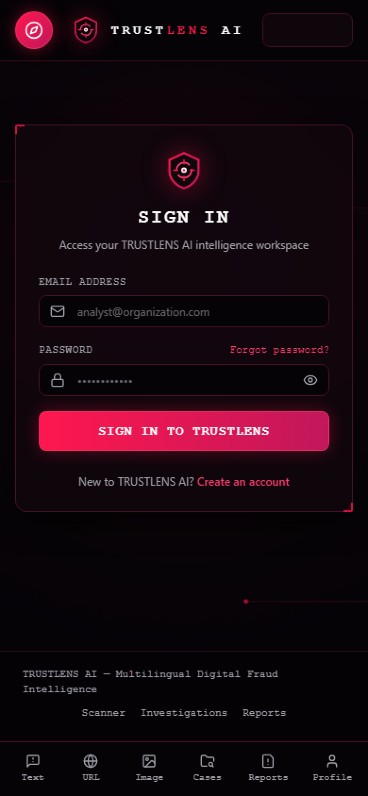 TRUSTLENS AI
SIGN IN
Access your TRUSTLENS AI intelligence workspace
EMAIL ADDRESS
analyst@organization.com
PASSWORD Forgot password?
••••••••••••
SIGN IN TO TRUSTLENS
New to TRUSTLENS AI? Create an account
TRUSTLENS AI — Multilingual Digital Fraud
Intelligence
Scanner Investigations Reports
Text URL Image Cases Reports Profile